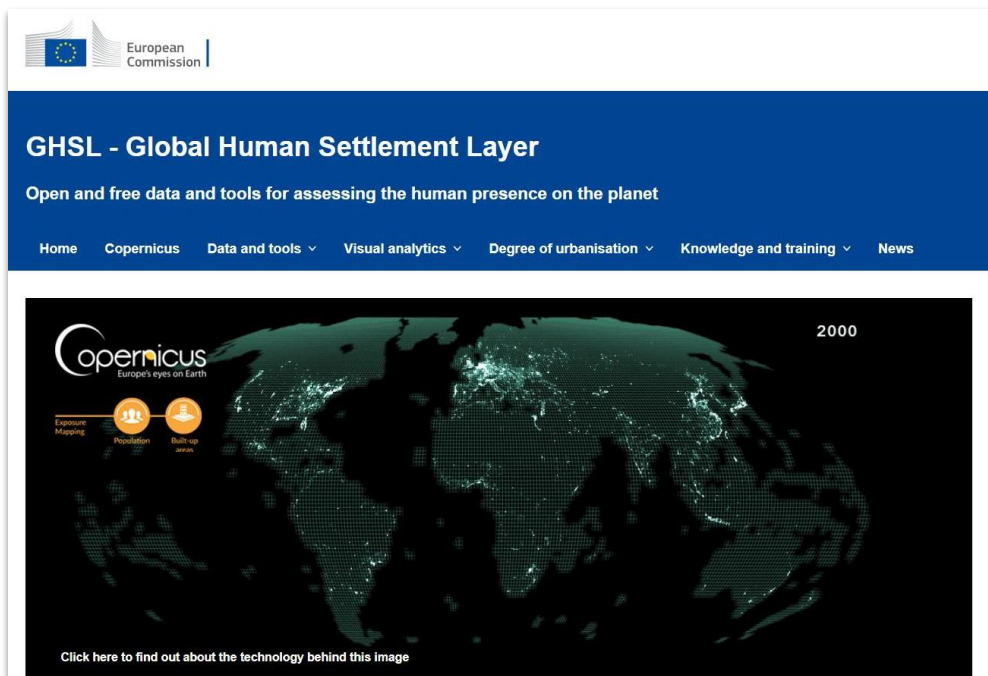 European
Commission
GHSL - Global Human Settlement Layer
Open and free data and tools for assessing the human presence on the planet
Home Copernicus Data and tools Visual analytics Degree of urbanisation Knowledge and training News
2000
opernicus
Europe's eyes on Earth
Exposure
Mapping
Population
Built-up
areas
Click here to find out about the technology behind this image